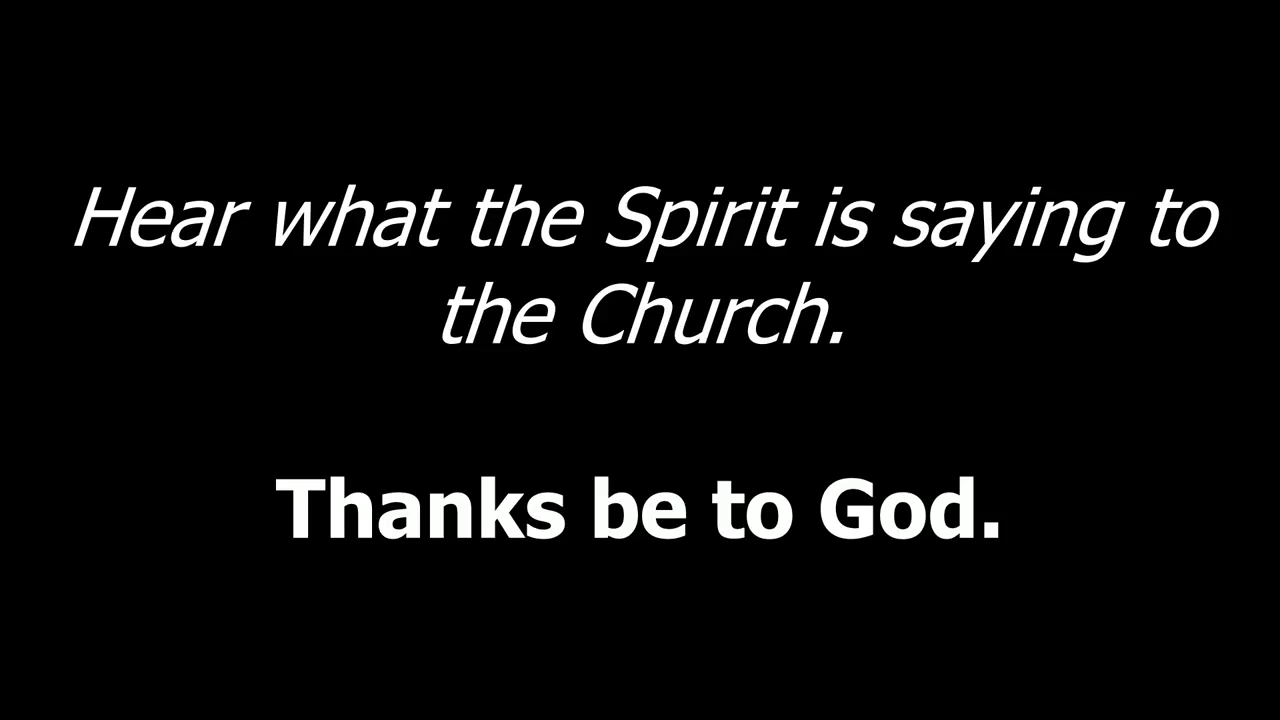 Hear what the Spirit is saying to
the Church.
Thanks be to God.